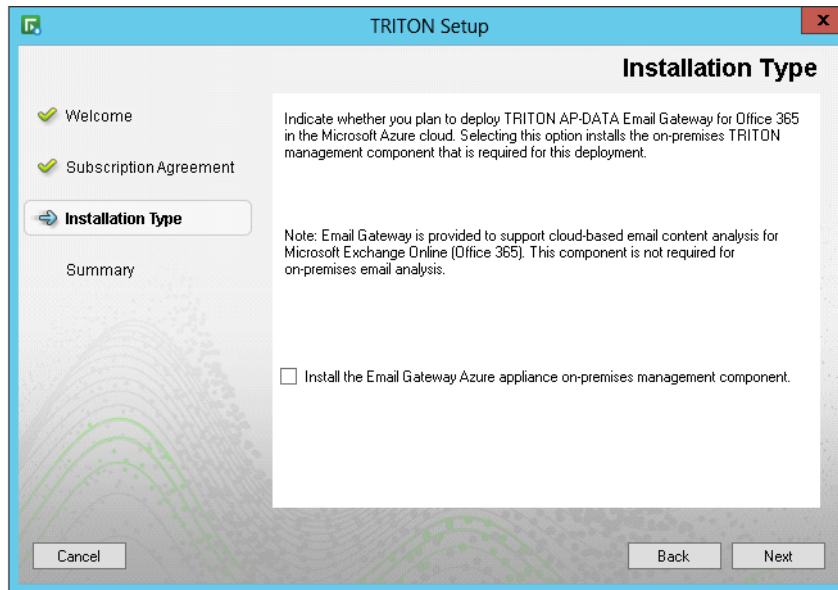 TRITON Setup
x
Installation Type
Welcome
Subscription Agreement
Installation Type
Summary
Indicate whether you plan to deploy TRITON AP-DATA Email Gateway for Office 365
in the Microsoft Azure cloud. Selecting this option installs the on-premises TRITON
management component that is required for this deployment.
Note: Email Gateway is provided to support cloud-based email content analysis for
Microsoft Exchange Online (Office 365). This component is not required for
on-premises email analysis.
Install the Email Gateway Azure appliance on-premises management component.
Cancel
Back
Next